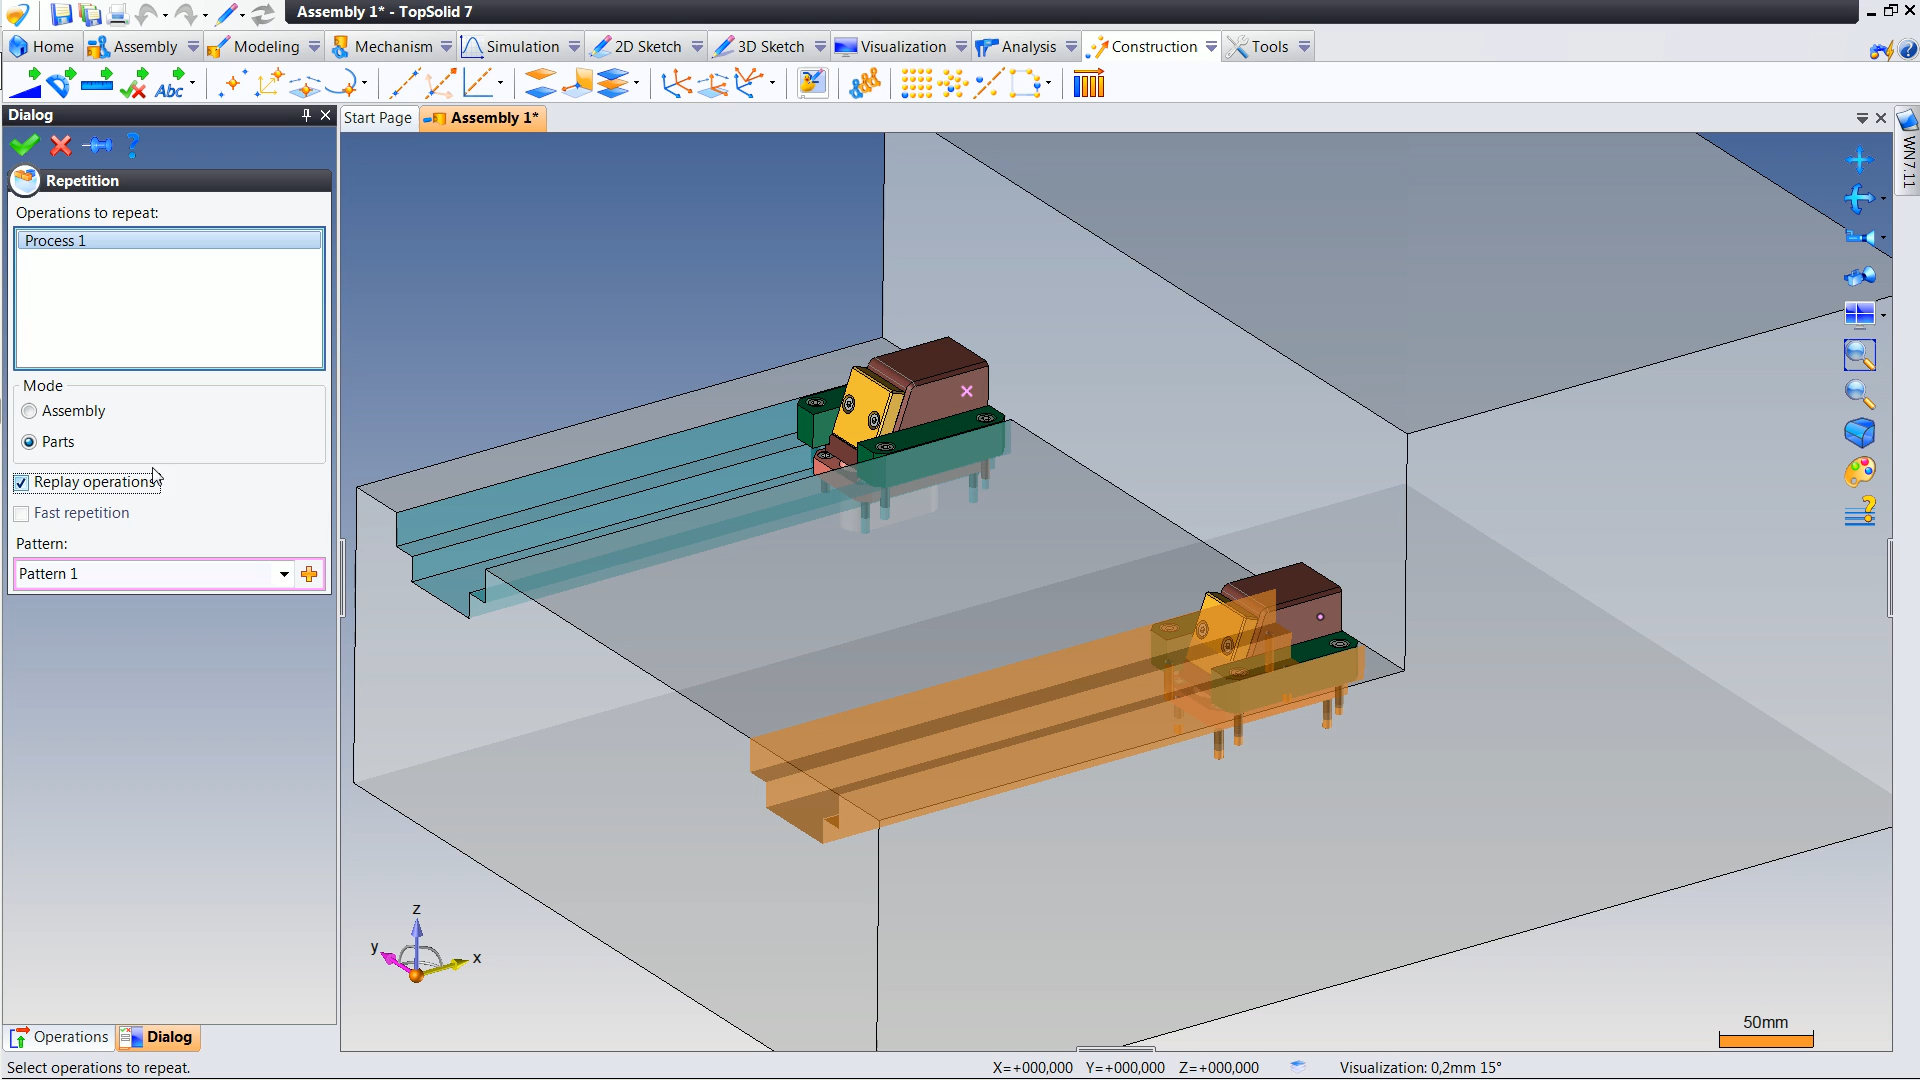 Assembly 1* - TopSolid 7
Home Assembly Modeling Mechanism Simulation 2D Sketch 3D Sketch Visualization Analysis Construction Tools
Abc
Dialog
Start Page Assembly 1*
WN7.11
Repetition
Operations to repeat:
Process 1
Mode
Assembly
Parts
Replay operations
Fast repetition
Pattern:
Pattern 1
z
y
x
50mm
Operations Dialog
Select operations to repeat.
X=+000,000 Y=+000,000 Z=+000,000 Visualization: 0,2mm 15°